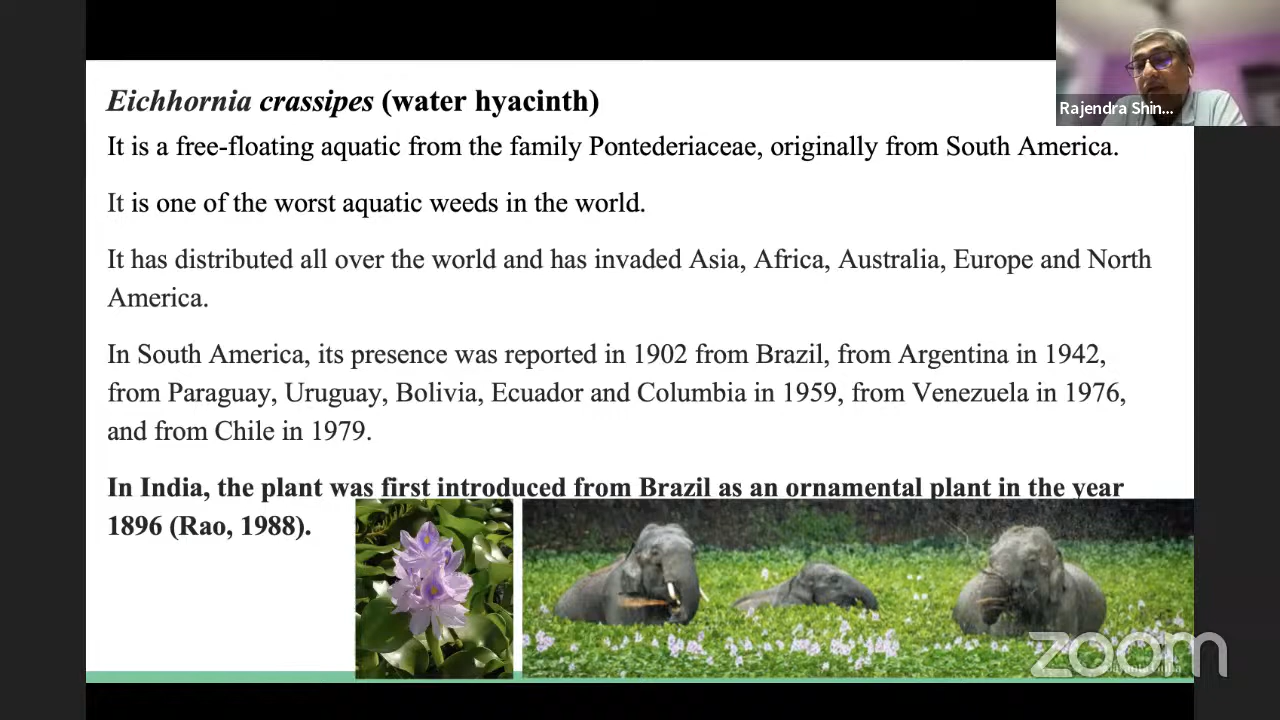 Eichhornia crassipes (water hyacinth)
It is a free-floating aquatic from the family Pontederiaceae, originally from South America.
It is one of the worst aquatic weeds in the world.
It has distributed all over the world and has invaded Asia, Africa, Australia, Europe and North
America.
In South America, its presence was reported in 1902 from Brazil, from Argentina in 1942,
from Paraguay, Uruguay, Bolivia, Ecuador and Columbia in 1959, from Venezuela in 1976,
and from Chile in 1979.
In India, the plant was first introduced from Brazil as an ornamental plant in the year
1896 (Rao, 1988).
Rajendra Shin...
zoom